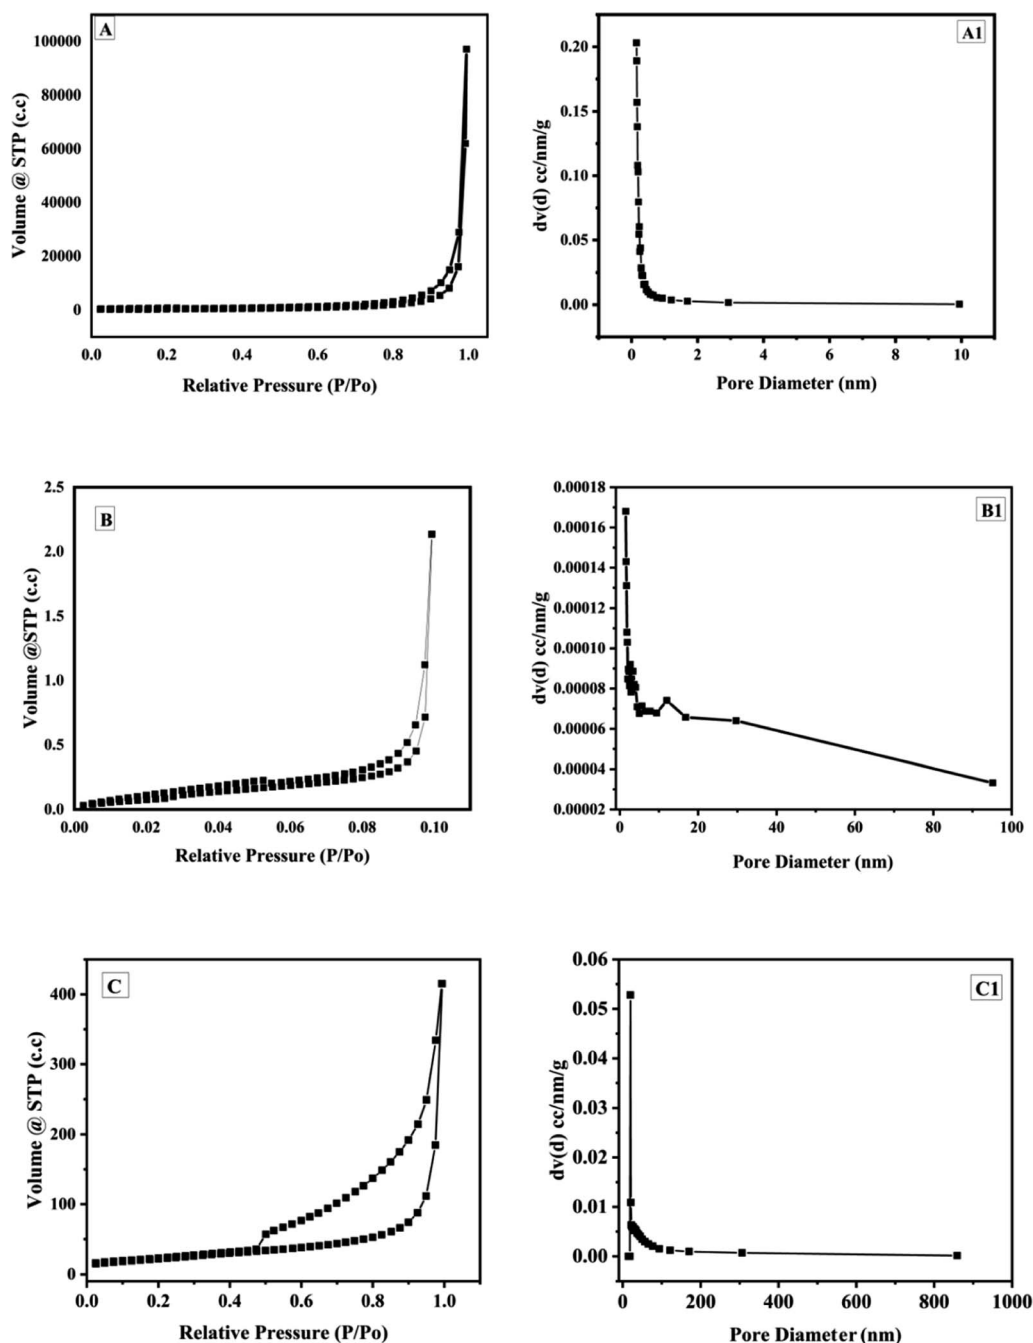 A
100000
80000
60000
40000
20000
0
Volume @ STP (c.c)
0.0 0.2 0.4 0.6 0.8 1.0
Relative Pressure (P/Po)
A1
0.20
0.15
0.10
0.05
0.00
dv(d) cc/nm/g
0 2 4 6 8 10
Pore Diameter (nm)
B
2.5
2.0
1.5
1.0
0.5
0.0
Volume @STP (c.c)
0.00 0.02 0.04 0.06 0.08 0.10
Relative Pressure (P/Po)
B1
0.00018
0.00016
0.00014
0.00012
0.00010
0.00008
0.00006
0.00004
0.00002
dv(d) cc/nm/g
0 20 40 60 80 100
Pore Diameter (nm)
C
400
300
200
100
0
Volume @ STP (c.c)
0.0 0.2 0.4 0.6 0.8 1.0
Relative Pressure (P/Po)
C1
0.06
0.05
0.04
0.03
0.02
0.01
0.00
dv(d) cc/nm/g
0 200 400 600 800 1000
Pore Diameter (nm)